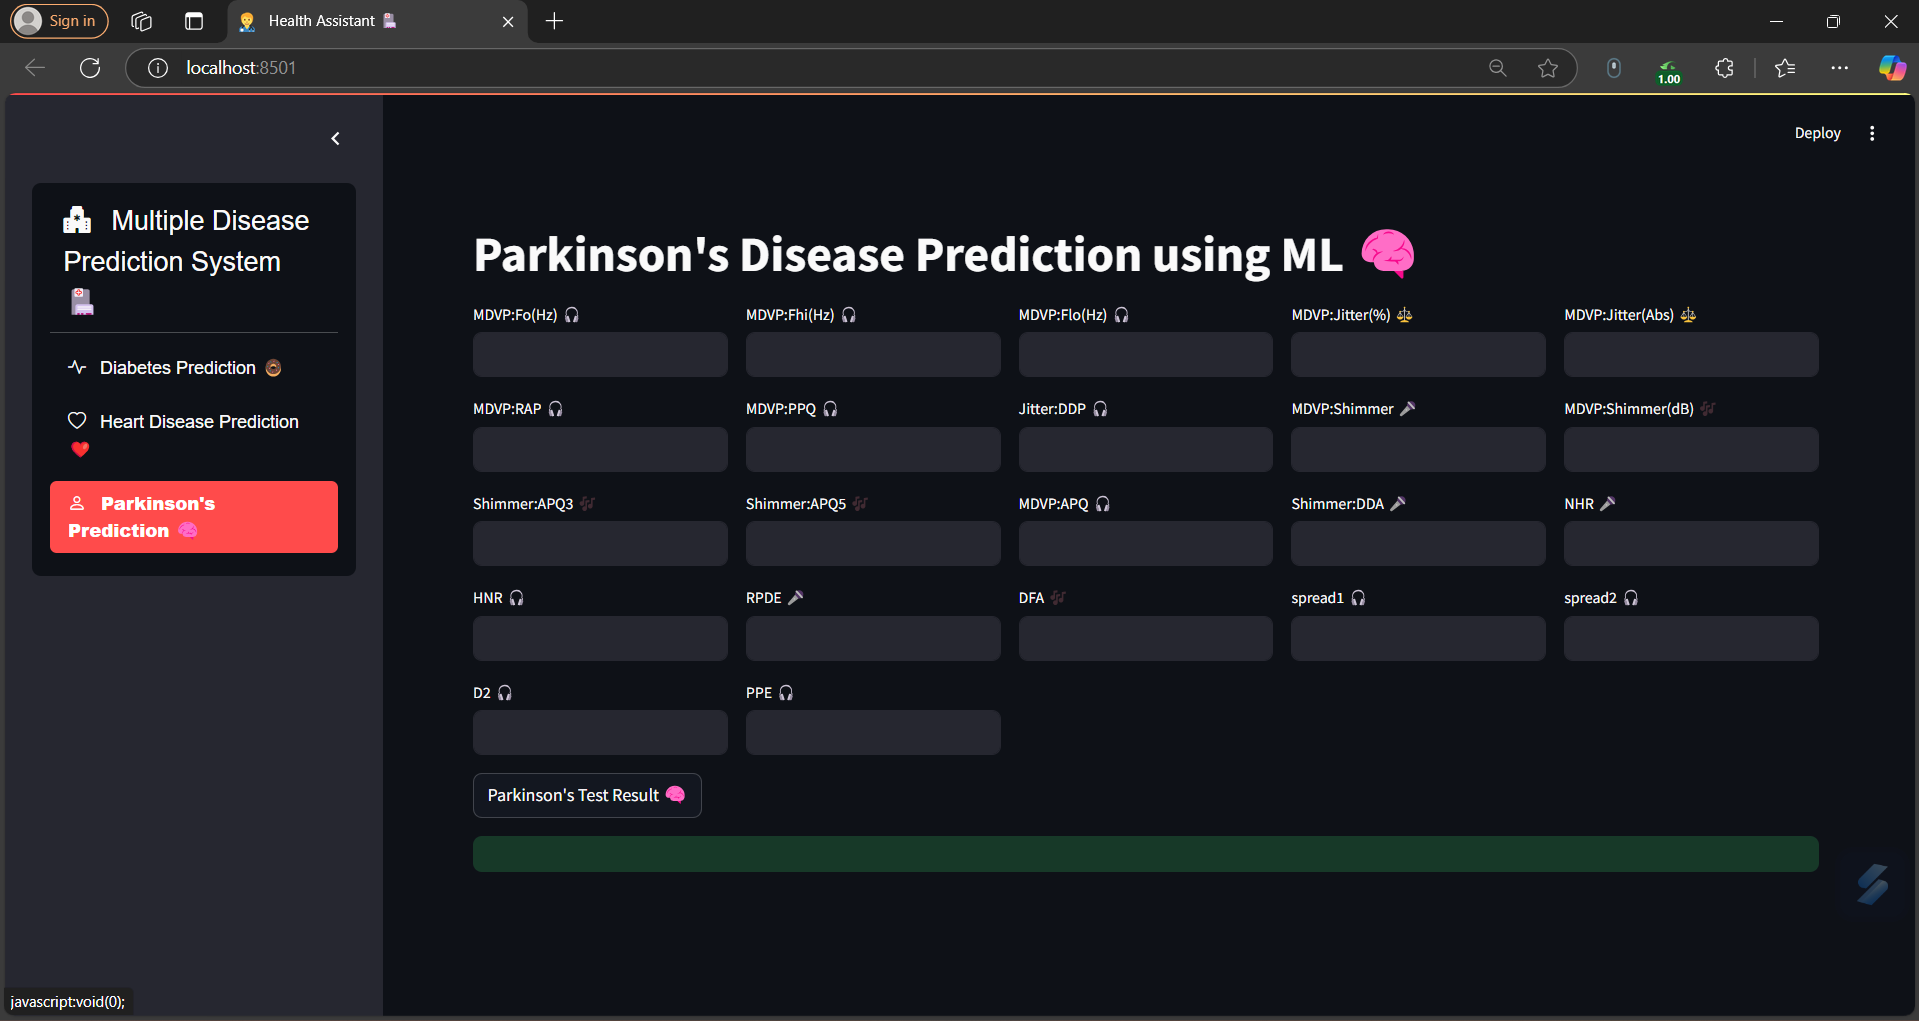 Sign in
Health Assistant
localhost:8501
1.00
Deploy
Multiple Disease
Prediction System
Diabetes Prediction
Heart Disease Prediction
Parkinson's
Prediction
Parkinson's Disease Prediction using ML
MDVP:Fo(Hz) MDVP:Fhi(Hz) MDVP:Flo(Hz) MDVP:Jitter(%) MDVP:Jitter(Abs)
MDVP:RAP MDVP:PPQ Jitter:DDP MDVP:Shimmer MDVP:Shimmer(dB)
Shimmer:APQ3 Shimmer:APQ5 MDVP:APQ Shimmer:DDA NHR
HNR RPDE DFA spread1 spread2
D2 PPE
Parkinson's Test Result
javascript:void(0);